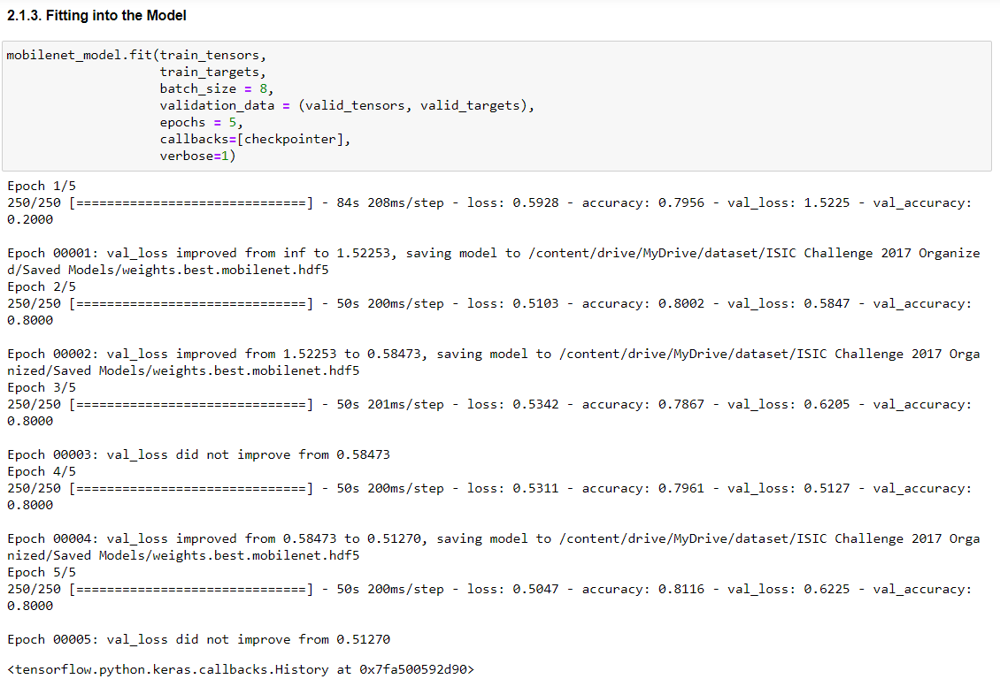 2.1.3. Fitting into the Model
mobilenet_model.fit(train_tensors,
train_targets,
batch_size = 8,
validation_data = (valid_tensors, valid_targets),
epochs = 5,
callbacks=[checkpointer],
verbose=1)
Epoch 1/5
250/250 [==============================] - 84s 208ms/step - loss: 0.5928 - accuracy: 0.7956 - val_loss: 1.5225 - val_accuracy:
0.2000
Epoch 00001: val_loss improved from inf to 1.52253, saving model to /content/drive/MyDrive/dataset/ISIC Challenge 2017 Organize
d/Saved Models/weights.best.mobilenet.hdf5
Epoch 2/5
250/250 [==============================] - 50s 200ms/step - loss: 0.5103 - accuracy: 0.8002 - val_loss: 0.5847 - val_accuracy:
0.8000
Epoch 00002: val_loss improved from 1.52253 to 0.58473, saving model to /content/drive/MyDrive/dataset/ISIC Challenge 2017 Orga
nized/Saved Models/weights.best.mobilenet.hdf5
Epoch 3/5
250/250 [==============================] - 50s 201ms/step - loss: 0.5342 - accuracy: 0.7867 - val_loss: 0.6205 - val_accuracy:
0.8000
Epoch 00003: val_loss did not improve from 0.58473
Epoch 4/5
250/250 [==============================] - 50s 200ms/step - loss: 0.5311 - accuracy: 0.7961 - val_loss: 0.5127 - val_accuracy:
0.8000
Epoch 00004: val_loss improved from 0.58473 to 0.51270, saving model to /content/drive/MyDrive/dataset/ISIC Challenge 2017 Orga
nized/Saved Models/weights.best.mobilenet.hdf5
Epoch 5/5
250/250 [==============================] - 50s 200ms/step - loss: 0.5047 - accuracy: 0.8116 - val_loss: 0.6225 - val_accuracy:
0.8000
Epoch 00005: val_loss did not improve from 0.51270
<tensorflow.python.keras.callbacks.History at 0x7fa500592d90>